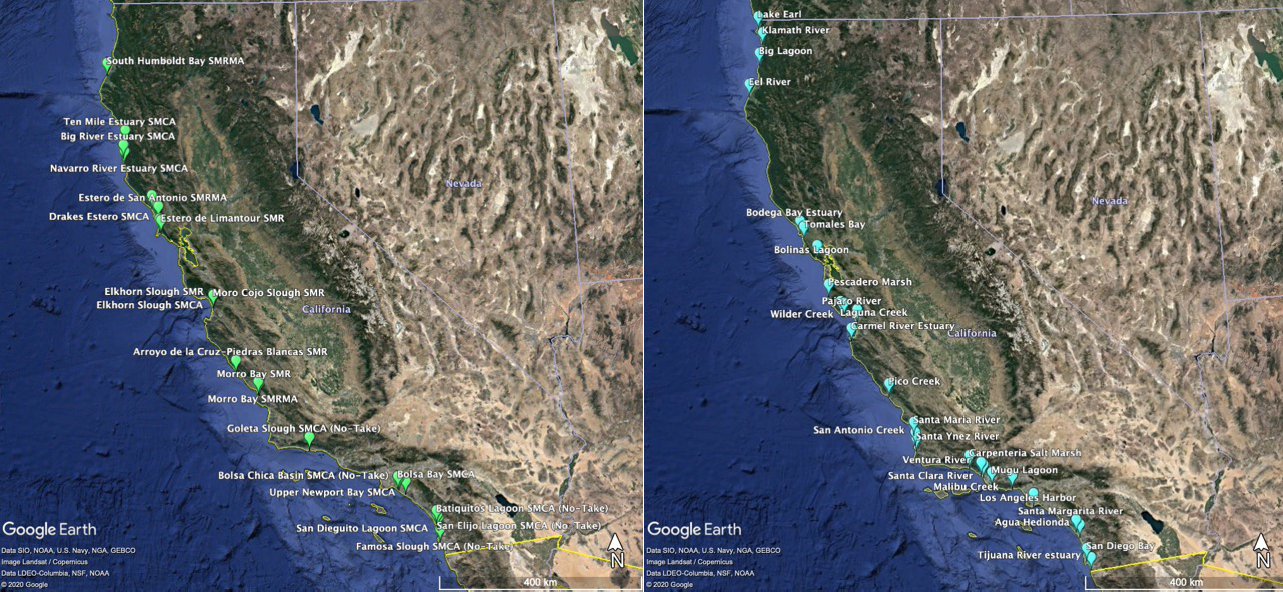 South Humboldt Bay SMRMA
Ten Mile Estuary SMCA
Big River Estuary SMCA
Navarro River Estuary SMCA
Nevada
Estero de San Antonio SMRMA
Drakes Estero SMCA
Estero de Limantour SMR
Elkhorn Slough SMR
Moro Cojo Slough SMR
Elkhorn Slough SMCA
California
Arroyo de la Cruz-Piedras Blancas SMR
Morro Bay SMR
Morro Bay SMRMA
Goleta Slough SMCA (No-Take)
Bolsa Chica Basin SMCA (No-Take)
Bolsa Bay SMCA
Upper Newport Bay SMCA
Batiquitos Lagoon SMCA (No-Take)
San Dieguito Lagoon SMCA
San Elijo Lagoon SMCA (No-Take)
Famosa Slough SMCA (No-Take)
Google Earth
Data SIO, NOAA, U.S. Navy, NGA, GEBCO
Image Landsat / Copernicus
Data LDEO-Columbia, NSF, NOAA
© 2020 Google
N
400 km
Lake Earl
Klamath River
Big Lagoon
Eel River
Nevada
Bodega Bay Estuary
Tomales Bay
Bolinas Lagoon
Pescadero Marsh
Pajaro River
Wilder Creek
Laguna Creek
Carmel River Estuary
California
Pico Creek
Santa Maria River
San Antonio Creek
Santa Ynez River
Carpenteria Salt Marsh
Ventura River
Mugu Lagoon
Santa Clara River
Malibu Creek
Los Angeles Harbor
Santa Margarita River
Agua Hedionda
San Diego Bay
Tijuana River estuary
Google Earth
Data SIO, NOAA, U.S. Navy, NGA, GEBCO
Image Landsat / Copernicus
Data LDEO-Columbia, NSF, NOAA
© 2020 Google
N
400 km